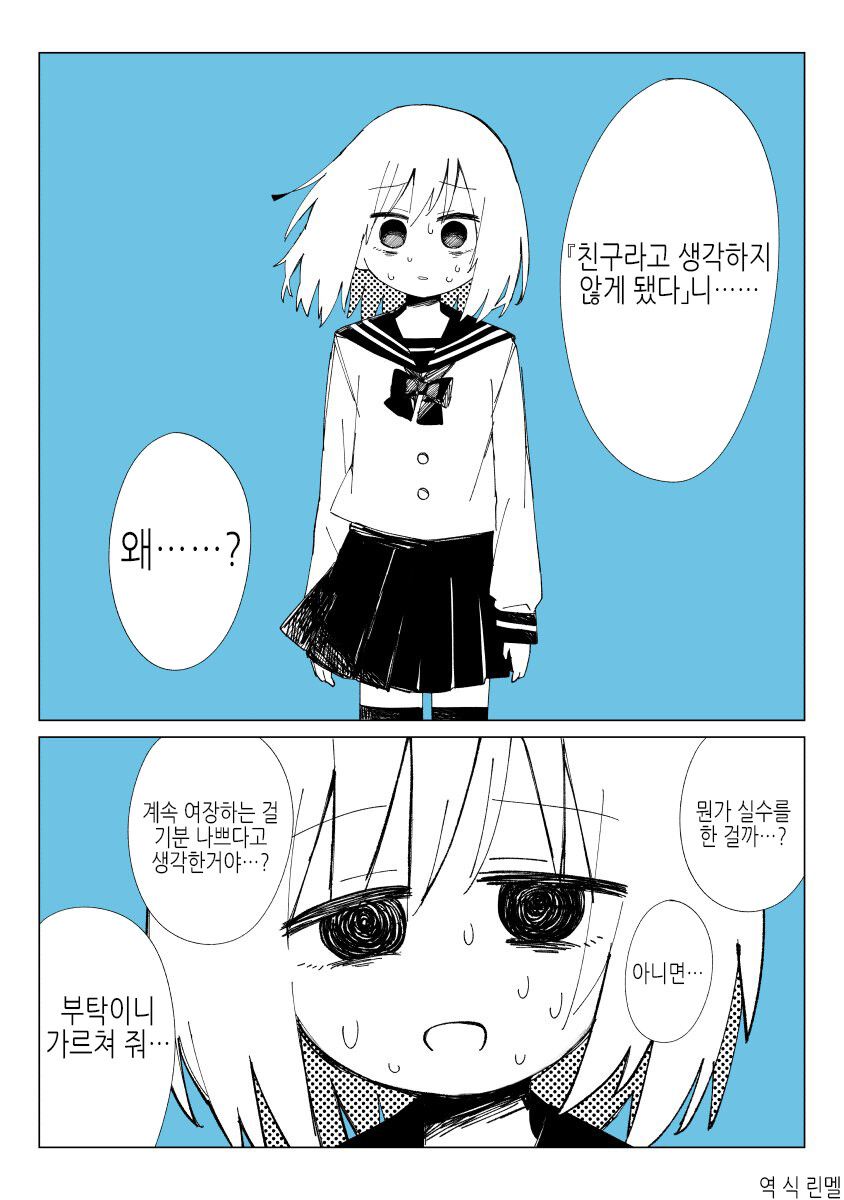 『친구라고 생각하지
않게 됐다」니……
왜……?
뭔가 실수를
한 걸까…?
아니면…
계속 여장하는 걸
기분 나쁘다고
생각한거야…?
부탁이니
가르쳐 줘…
역 식 린멜